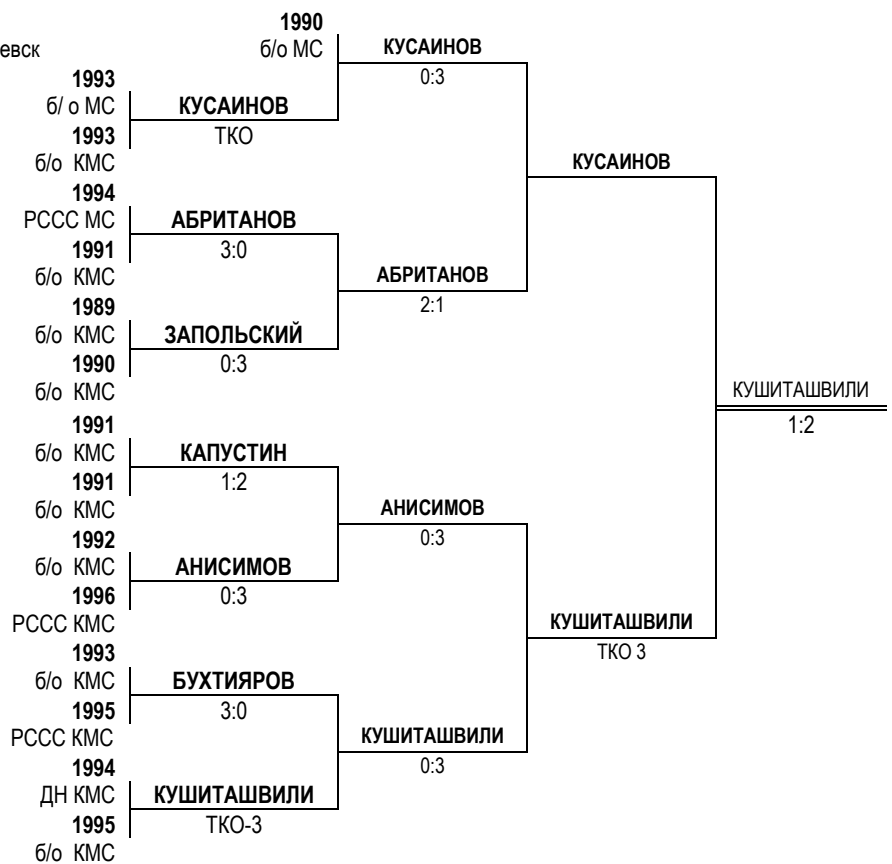 1990
евск б/о МС КУСАИНОВ
1993 0:3
б/ о МС КУСАИНОВ
1993 ТКО
б/о КМС КУСАИНОВ
1994
РССС МС АБРИТАНОВ
1991 3:0
б/о КМС АБРИТАНОВ
1989 2:1
б/о КМС ЗАПОЛЬСКИЙ
1990 0:3
б/о КМС КУШИТАШВИЛИ
1991 1:2
б/о КМС КАПУСТИН
1991 1:2
б/о КМС АНИСИМОВ
1992 0:3
б/о КМС АНИСИМОВ
1996 0:3
РССС КМС КУШИТАШВИЛИ
1993 ТКО 3
б/о КМС БУХТИЯРОВ
1995 3:0
РССС КМС КУШИТАШВИЛИ
1994 0:3
ДН КМС КУШИТАШВИЛИ
1995 ТКО-3
б/о КМС